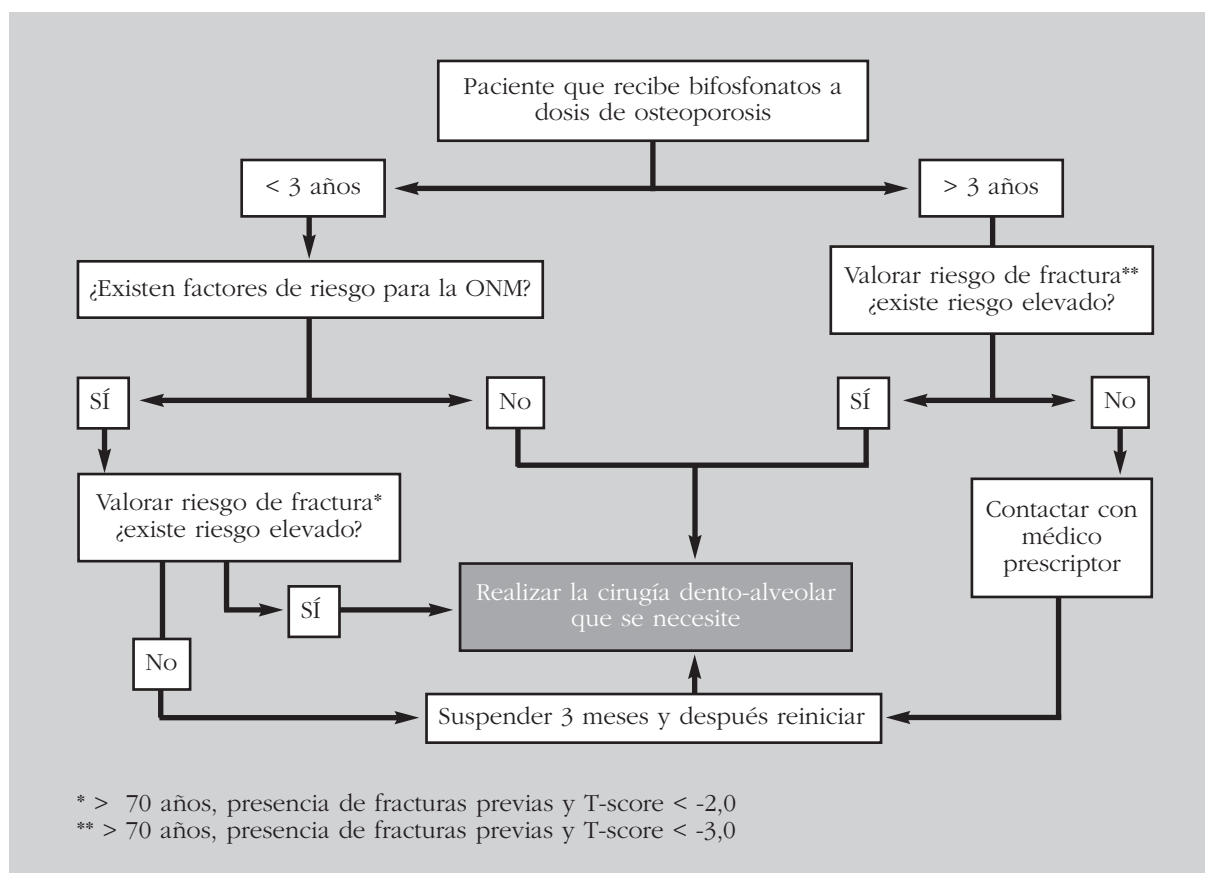 Paciente que recibe bifosfonatos a
dosis de osteoporosis
< 3 años
> 3 años
¿Existen factores de riesgo para la ONM?
Valorar riesgo de fractura**
¿existe riesgo elevado?
SÍ
No
SÍ
No
Valorar riesgo de fractura*
¿existe riesgo elevado?
Contactar con
médico
prescriptor
Realizar la cirugía dento-alveolar
que se necesite
SÍ
No
Suspender 3 meses y después reiniciar
* > 70 años, presencia de fracturas previas y T-score < -2,0
** > 70 años, presencia de fracturas previas y T-score < -3,0